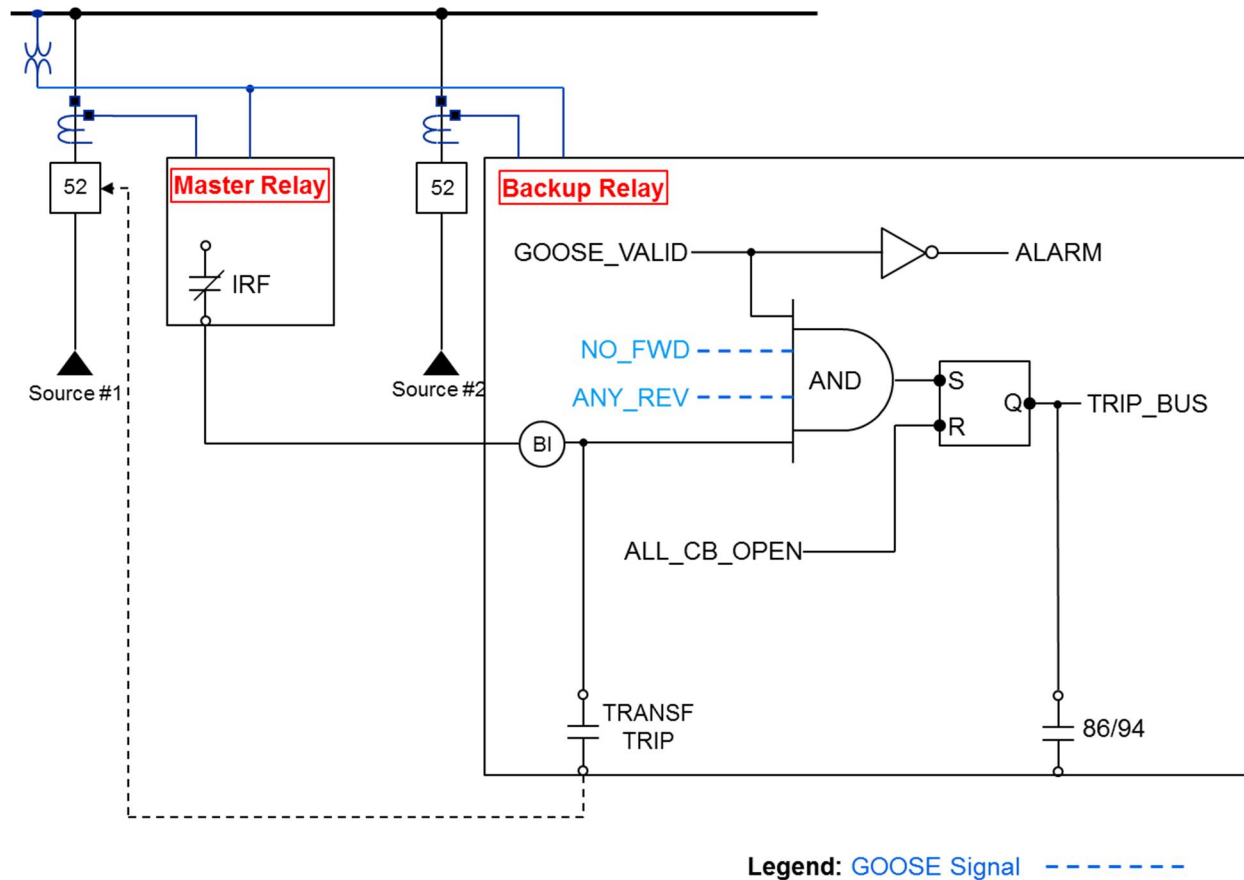 52
Master Relay
IRF
Source #1
52
Source #2
Backup Relay
GOOSE_VALID
ALARM
NO_FWD
ANY_REV
AND
S
Q
R
TRIP_BUS
BI
ALL_CB_OPEN
TRANSF
TRIP
86/94
Legend: GOOSE Signal